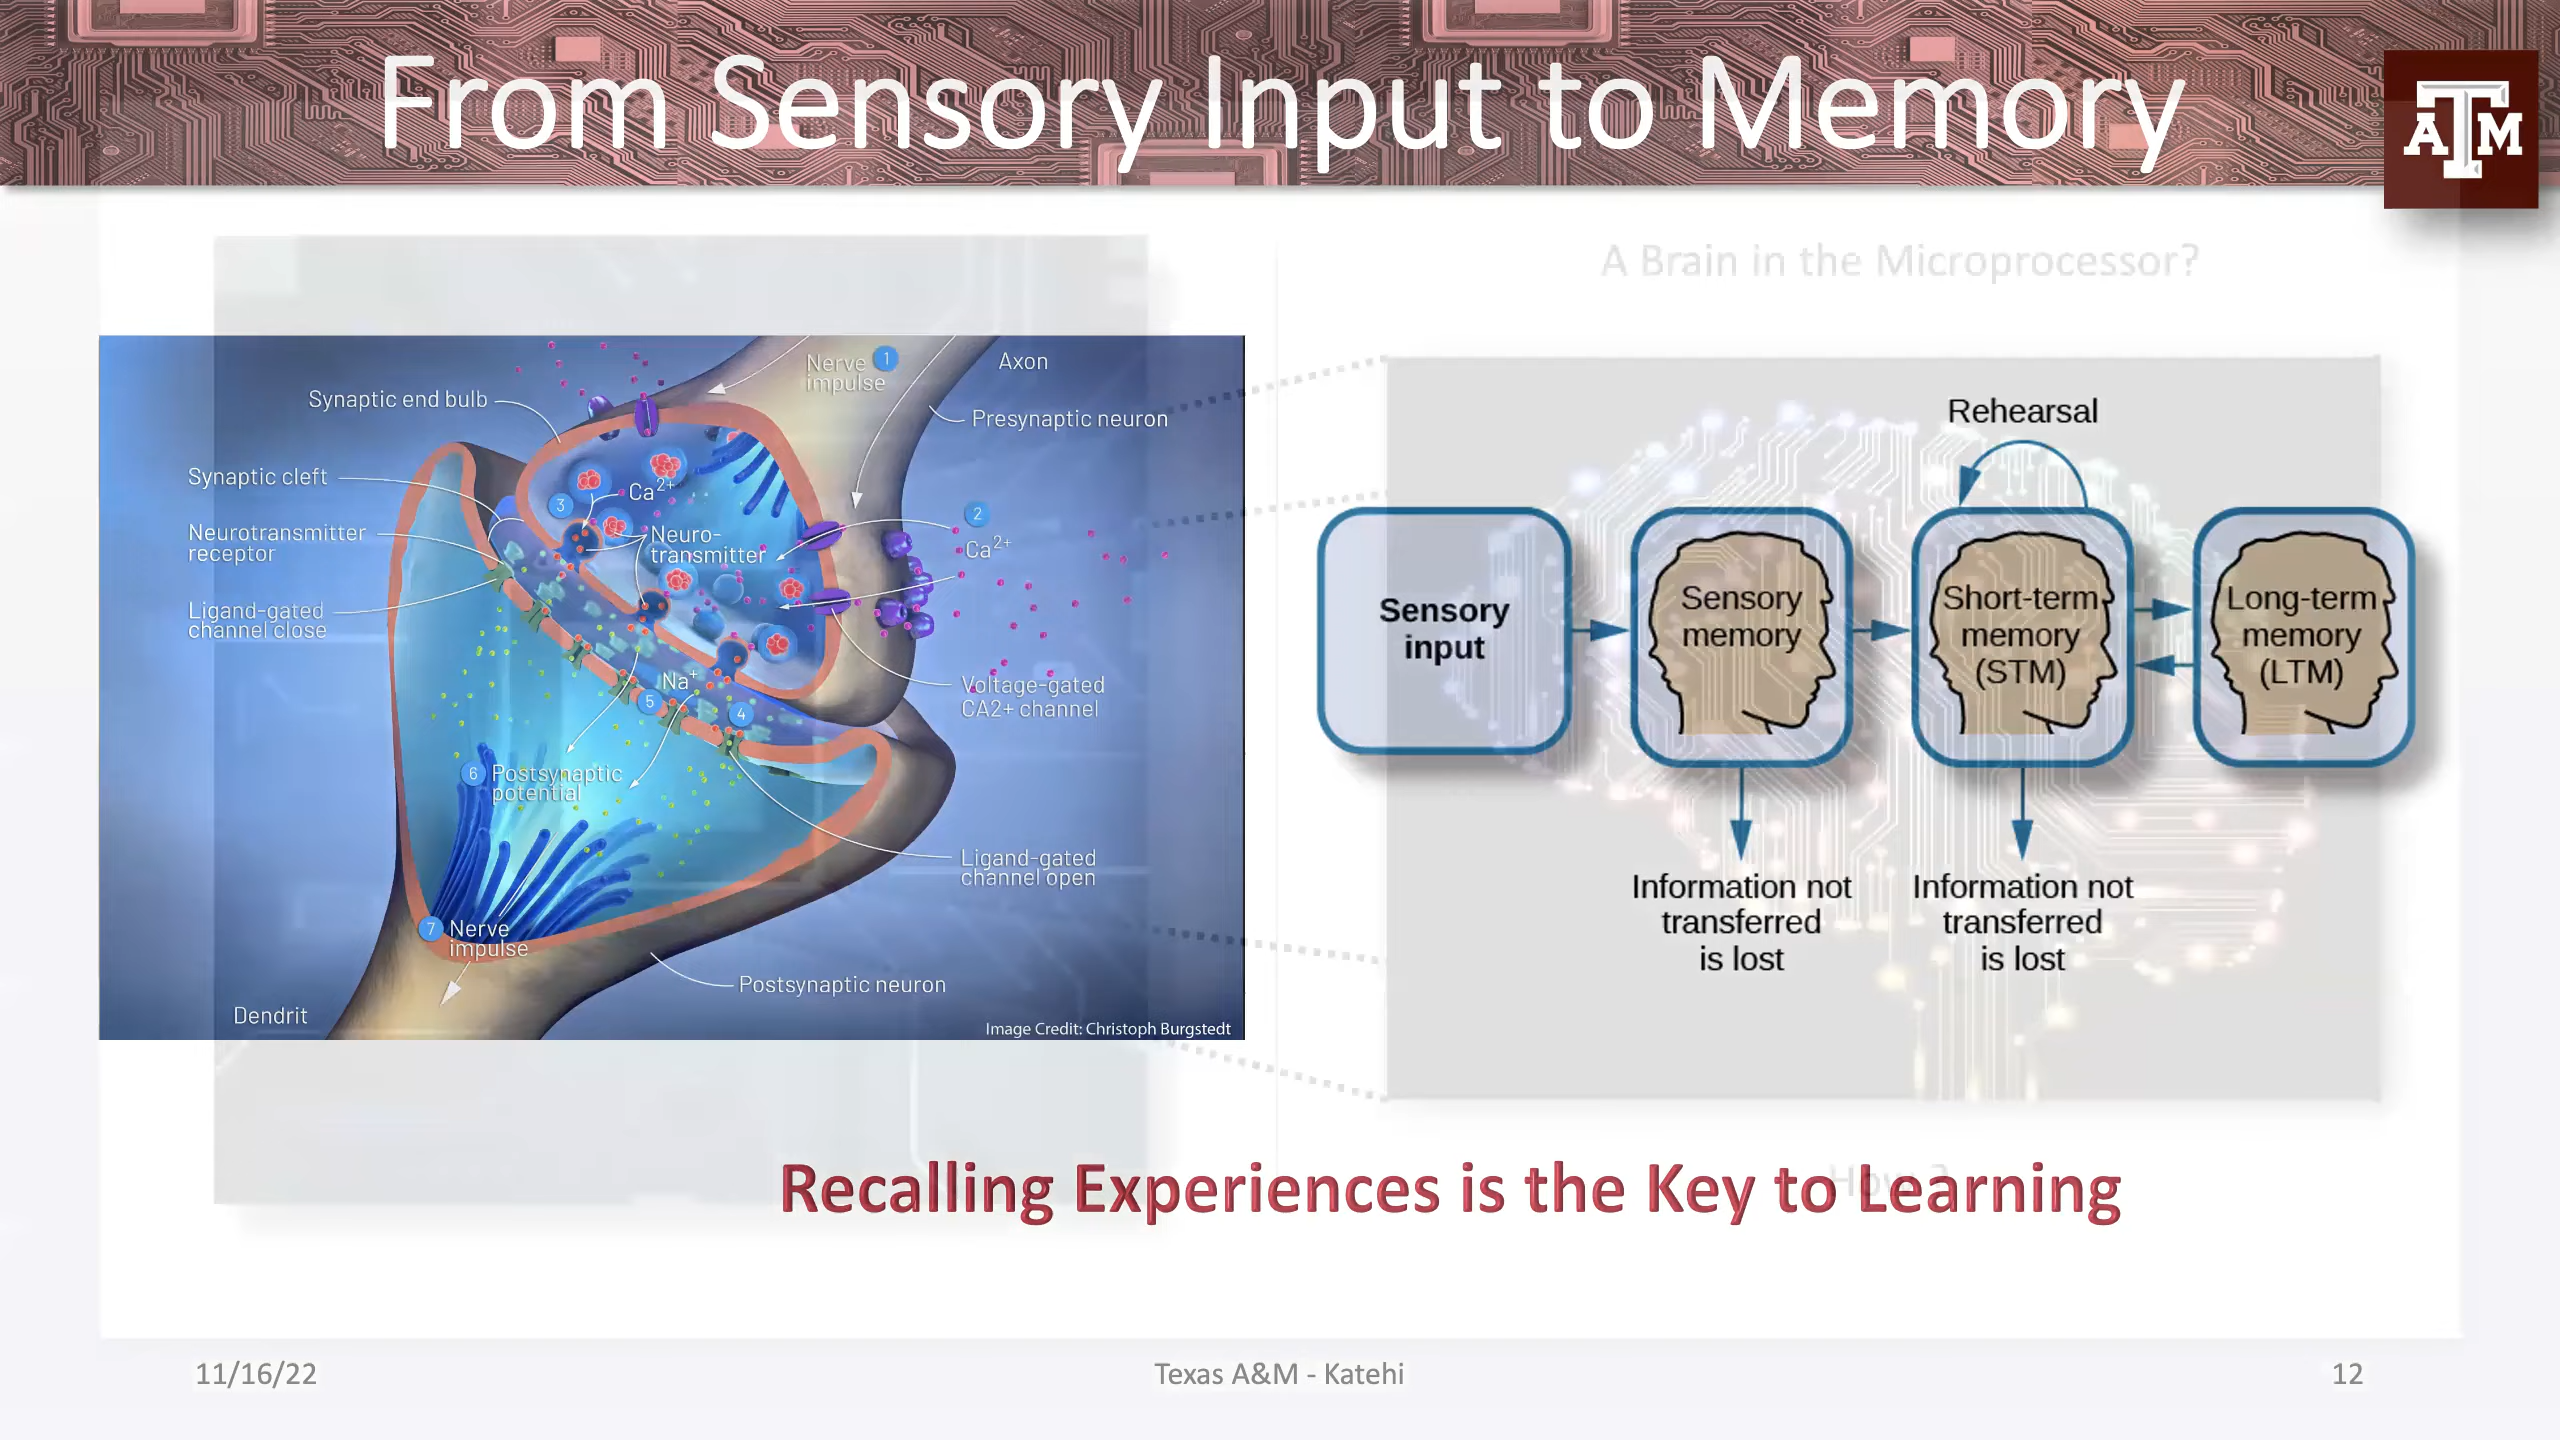 From Sensory Input to Memory
ATM
A Brain in the Microprocessor?
Nerve 1
impulse
Axon
Synaptic end bulb
Presynaptic neuron
Synaptic cleft
3
Ca2+
2
Ca2+
Neurotransmitter
receptor
Neuro-
transmitter
Ligand-gated
channel close
Na+
5
4
Voltage-gated
CA2+ channel
6 Postsynaptic
potential
Ligand-gated
channel open
7 Nerve
impulse
Postsynaptic neuron
Dendrit
Image Credit: Christoph Burgstedt
Rehearsal
Sensory
input
Sensory
memory
Short-term
memory
(STM)
Long-term
memory
(LTM)
Information not
transferred
is lost
Information not
transferred
is lost
How ?
Recalling Experiences is the Key to Learning
11/16/22
Texas A&M - Katehi
12